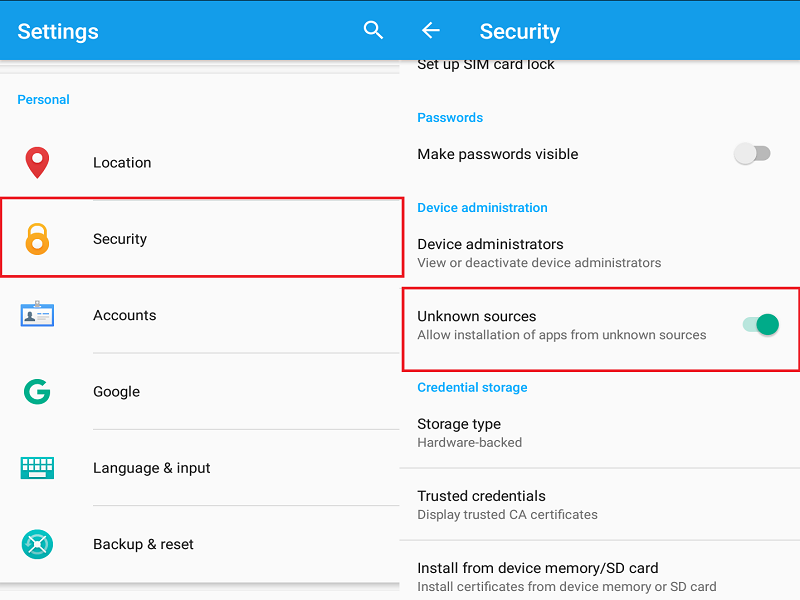 Settings
Personal
Location
Security
Accounts
Google
Language & input
Backup & reset
Security
Set up SIM card lock
Passwords
Make passwords visible
Device administration
Device administrators
View or deactivate device administrators
Unknown sources
Allow installation of apps from unknown sources
Credential storage
Storage type
Hardware-backed
Trusted credentials
Display trusted CA certificates
Install from device memory/SD card
Install certificates from device memory or SD card